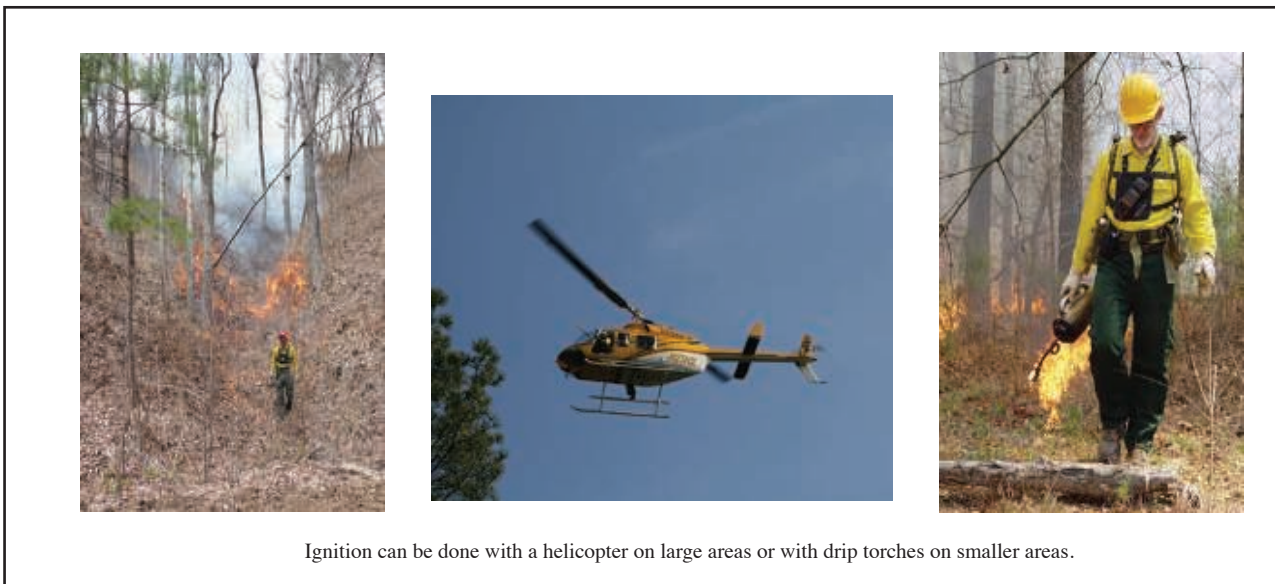 Ignition can be done with a helicopter on large areas or with drip torches on smaller areas.